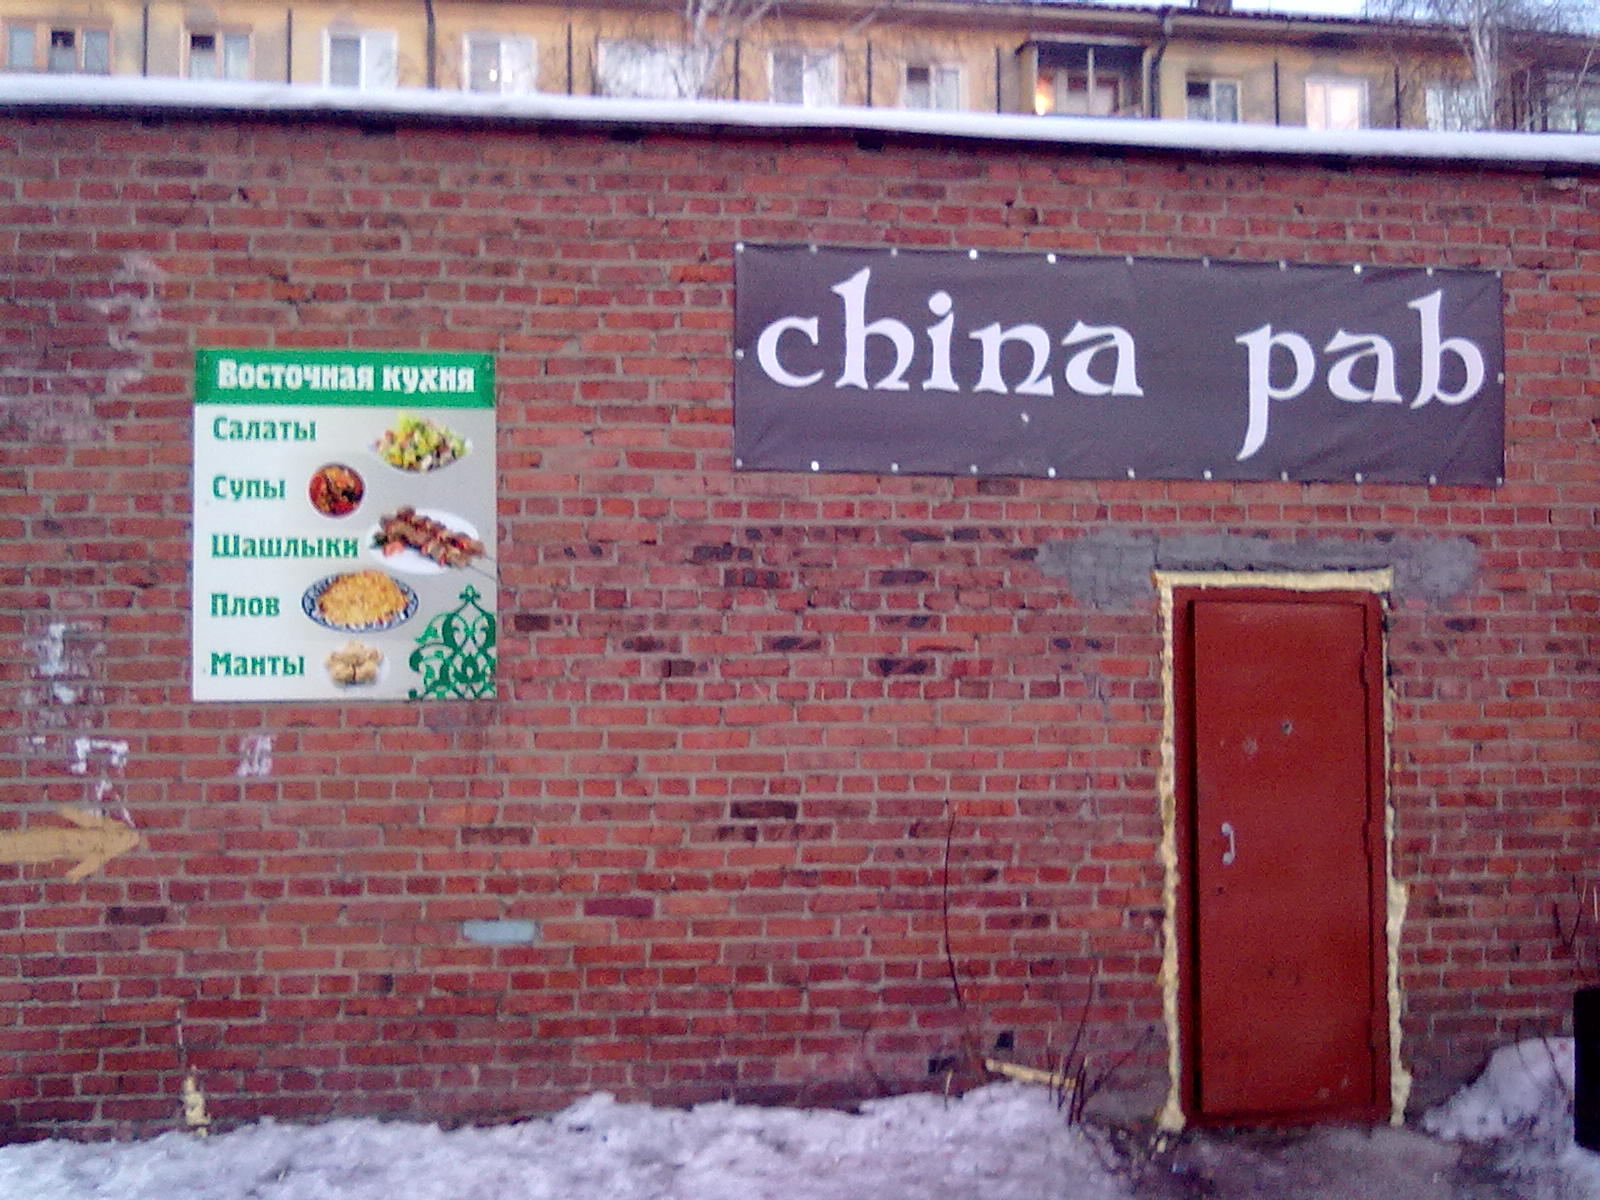 Восточная кухня
Салаты
Супы
Шашлыки
Плов
Манты
china pab